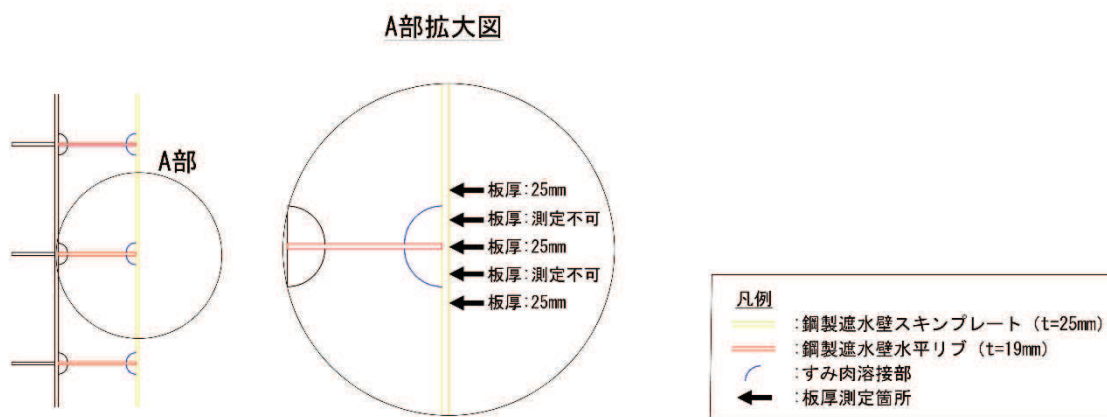 A部拡大図
A部
板厚:25mm
板厚:測定不可
板厚:25mm
板厚:測定不可
板厚:25mm
凡例
:鋼製遮水壁スキンプレート (t=25mm)
:鋼製遮水壁水平リブ (t=19mm)
:すみ肉溶接部
:板厚測定箇所